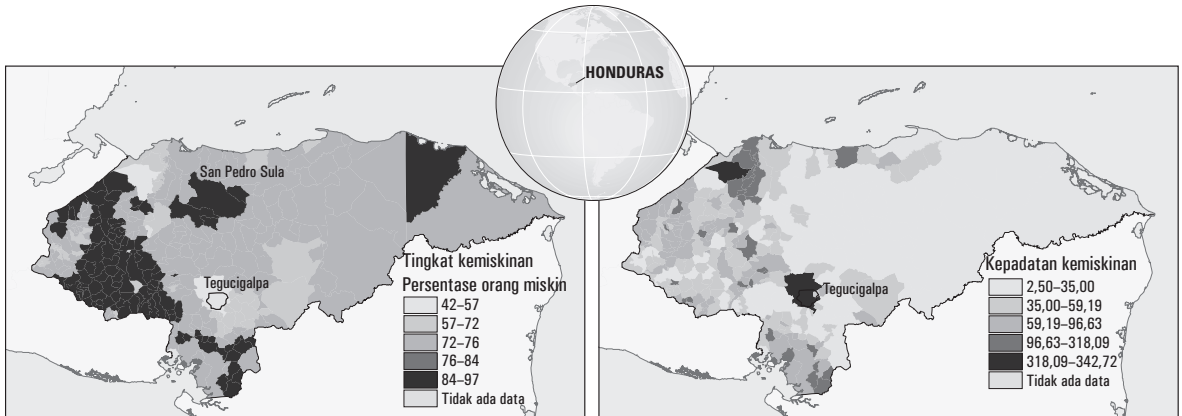 HONDURAS
San Pedro Sula
Tegucigalpa
Tingkat kemiskinan
Persentase orang miskin
42–57
57–72
72–76
76–84
84–97
Tidak ada data
Tegucigalpa
Kepadatan kemiskinan
2,50–35,00
35,00–59,19
59,19–96,63
96,63–318,09
318,09–342,72
Tidak ada data